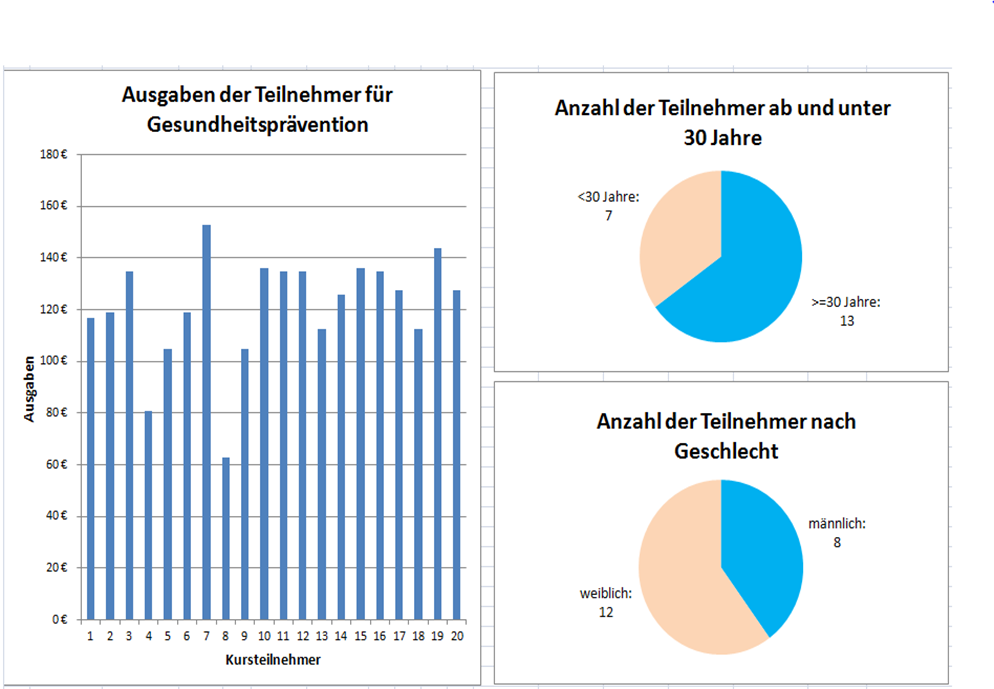 Ausgaben der Teilnehmer für
Gesundheitsprävention
180 €
160 €
140 €
120 €
100 €
80 €
60 €
40 €
20 €
0 €
Ausgaben
1 2 3 4 5 6 7 8 9 10 11 12 13 14 15 16 17 18 19 20
Kursteilnehmer
Anzahl der Teilnehmer ab und unter
30 Jahre
<30 Jahre:
7
>=30 Jahre:
13
Anzahl der Teilnehmer nach
Geschlecht
männlich:
8
weiblich:
12